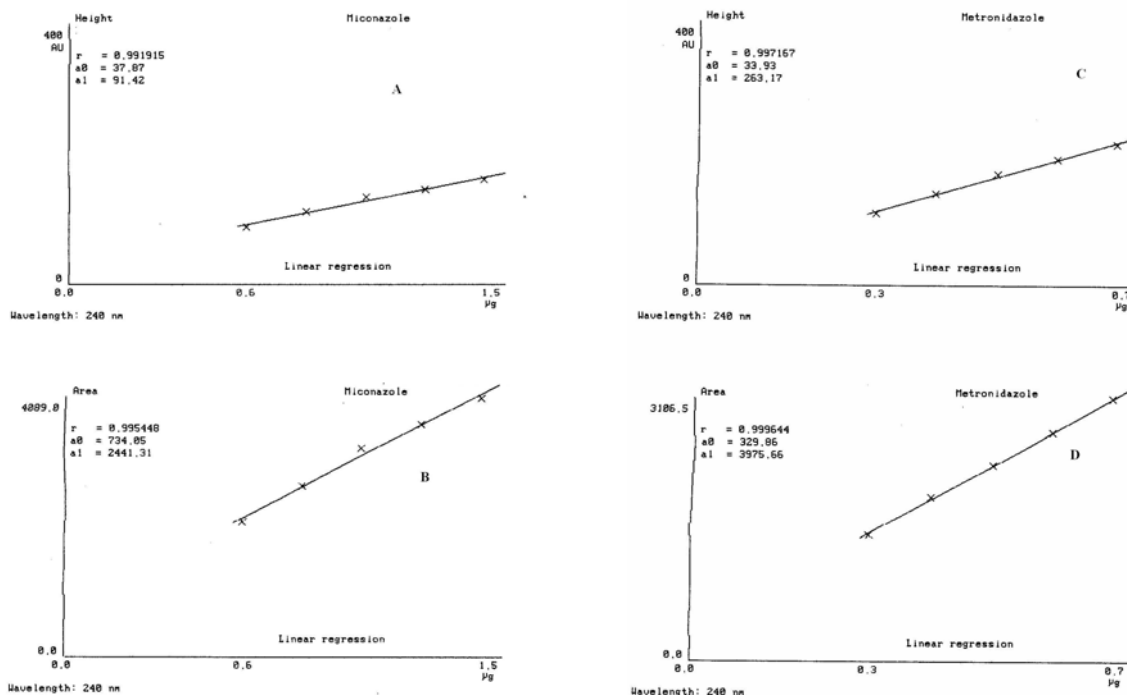 Height
Miconazole
400
AU
r = 0,991915
a0 = 37,87
a1 = 91,42
A
Linear regression
0
0.0
0.6
1.5
µg
Wavelength: 240 nm
Height
Metronidazole
400
AU
r = 0,997167
a0 = 33,93
a1 = 263,17
C
Linear regression
0
0.0
0.3
0.7
µg
Wavelength: 240 nm
Area
Miconazole
4089.0
r = 0,995448
a0 = 734,05
a1 = 2441,31
B
Linear regression
0.0
0.0
0.6
1.5
µg
Wavelength: 240 nm
Area
Metronidazole
3106.5
r = 0,999644
a0 = 329,86
a1 = 3975,66
D
Linear regression
0.0
0.0
0.3
0.7
µg
Wavelength: 240 nm